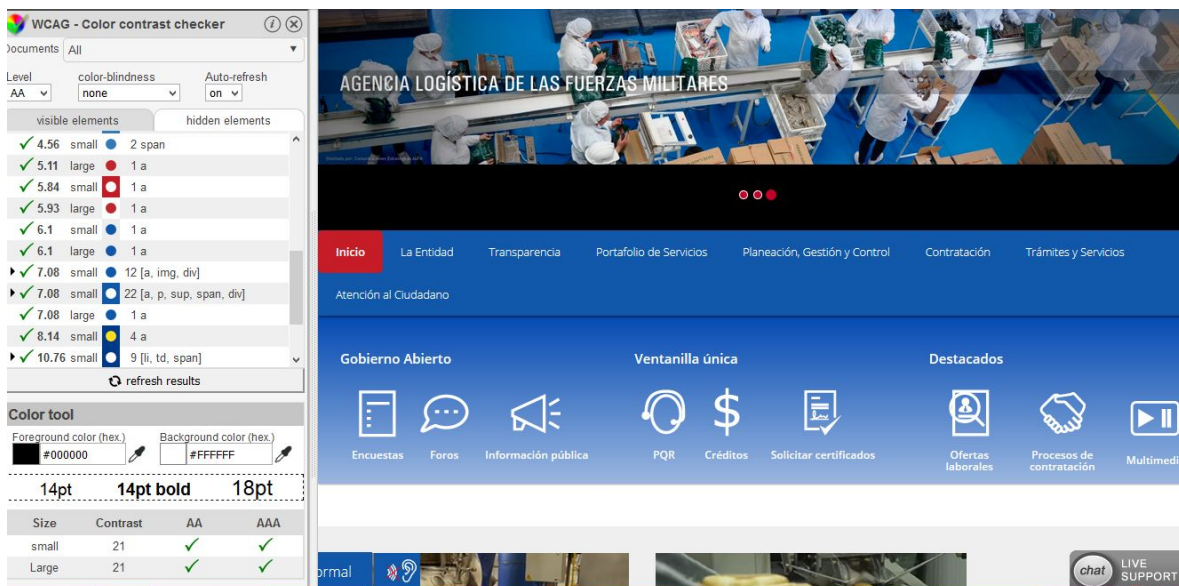 WCAG - Color contrast checker
Documents All
Level color-blindness Auto-refresh
AA none on
visible elements hidden elements
4.56 small 2 span
5.11 large 1 a
5.84 small 1 a
5.93 large 1 a
6.1 small 1 a
6.1 large 1 a
7.08 small 12 [a, img, div]
7.08 small 22 [a, p, sup, span, div]
7.08 large 1 a
8.14 small 4 a
10.76 small 9 [li, td, span]
refresh results
Color tool
Foreground color (hex.) Background color (hex.)
#000000 #FFFFFF
14pt 14pt bold 18pt
Size Contrast AA AAA
small 21
Large 21
AGENCIA LOGÍSTICA DE LAS FUERZAS MILITARES
Inicio La Entidad Transparencia Portafolio de Servicios Planeación, Gestión y Control Contratación Trámites y Servicios
Atención al Ciudadano
Gobierno Abierto Ventanilla única Destacados
Encuestas Foros Información pública PQR Créditos Solicitar certificados Ofertas laborales Procesos de contratación Multimedi
ormal
chat LIVE SUPPORT